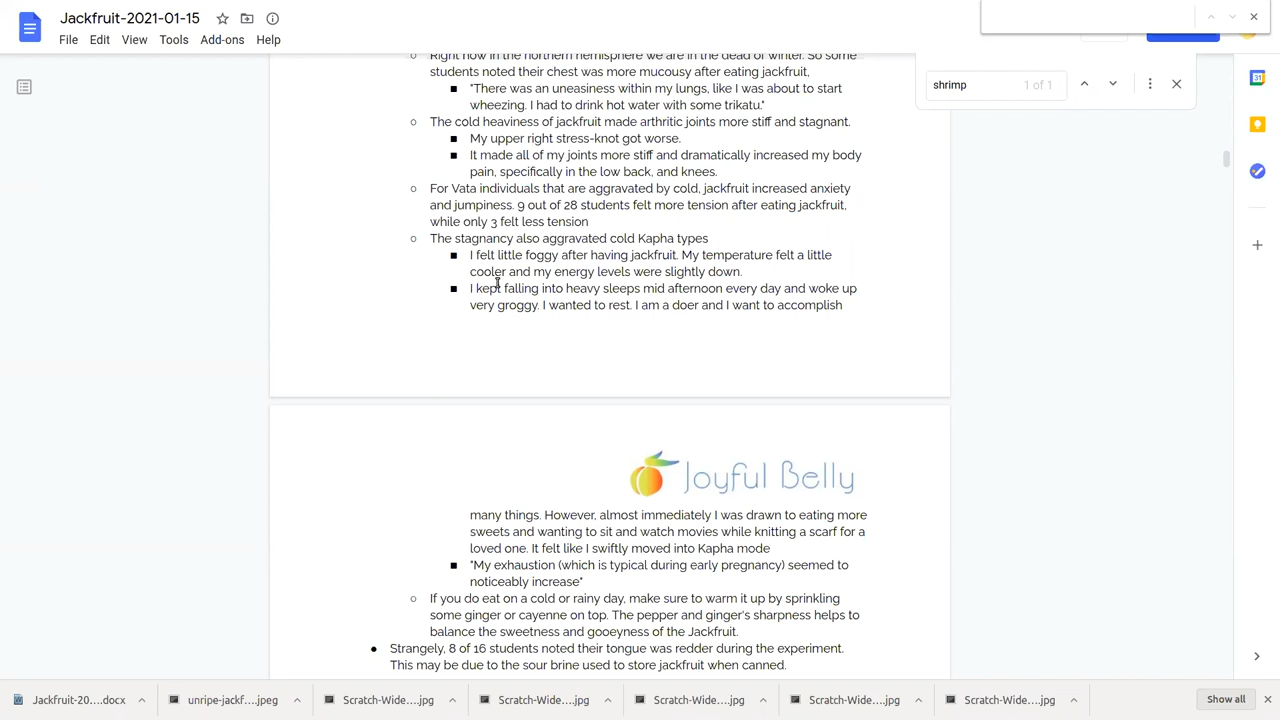 Jackfruit-2021-01-15
File Edit View Tools Add-ons Help
shrimp 1 of 1
Right now in the northern hemisphere we are in the dead of winter. So some
students noted their chest was more mucousy after eating jackfruit,
"There was an uneasiness within my lungs, like I was about to start
wheezing. I had to drink hot water with some trikatu."
The cold heaviness of jackfruit made arthritic joints more stiff and stagnant.
My upper right stress-knot got worse.
It made all of my joints more stiff and dramatically increased my body
pain, specifically in the low back, and knees.
For Vata individuals that are aggravated by cold, jackfruit increased anxiety
and jumpiness. 9 out of 28 students felt more tension after eating jackfruit,
while only 3 felt less tension
The stagnancy also aggravated cold Kapha types
I felt little foggy after having jackfruit. My temperature felt a little
cooler and my energy levels were slightly down.
I kept falling into heavy sleeps mid afternoon every day and woke up
very groggy. I wanted to rest. I am a doer and I want to accomplish
Joyful Belly
many things. However, almost immediately I was drawn to eating more
sweets and wanting to sit and watch movies while knitting a scarf for a
loved one. It felt like I swiftly moved into Kapha mode
"My exhaustion (which is typical during early pregnancy) seemed to
noticeably increase"
If you do eat on a cold or rainy day, make sure to warm it up by sprinkling
some ginger or cayenne on top. The pepper and ginger's sharpness helps to
balance the sweetness and gooeyness of the Jackfruit.
Strangely, 8 of 16 students noted their tongue was redder during the experiment.
This may be due to the sour brine used to store jackfruit when canned.
31
Jackfruit-20....docx unripe-jackf....jpeg Scratch-Wide....jpg Scratch-Wide....jpg Scratch-Wide....jpg Scratch-Wide....jpg Scratch-Wide....jpg Show all